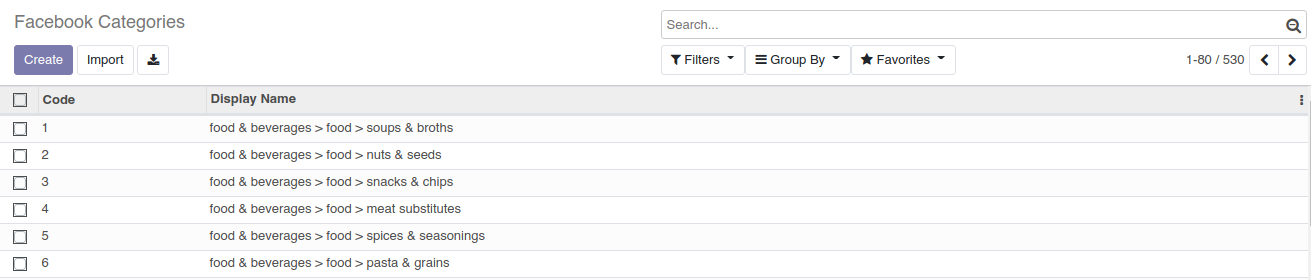 Facebook Categories
Search...
Create Import
Filters Group By Favorites 1-80 / 530
Code Display Name
1 food & beverages > food > soups & broths
2 food & beverages > food > nuts & seeds
3 food & beverages > food > snacks & chips
4 food & beverages > food > meat substitutes
5 food & beverages > food > spices & seasonings
6 food & beverages > food > pasta & grains